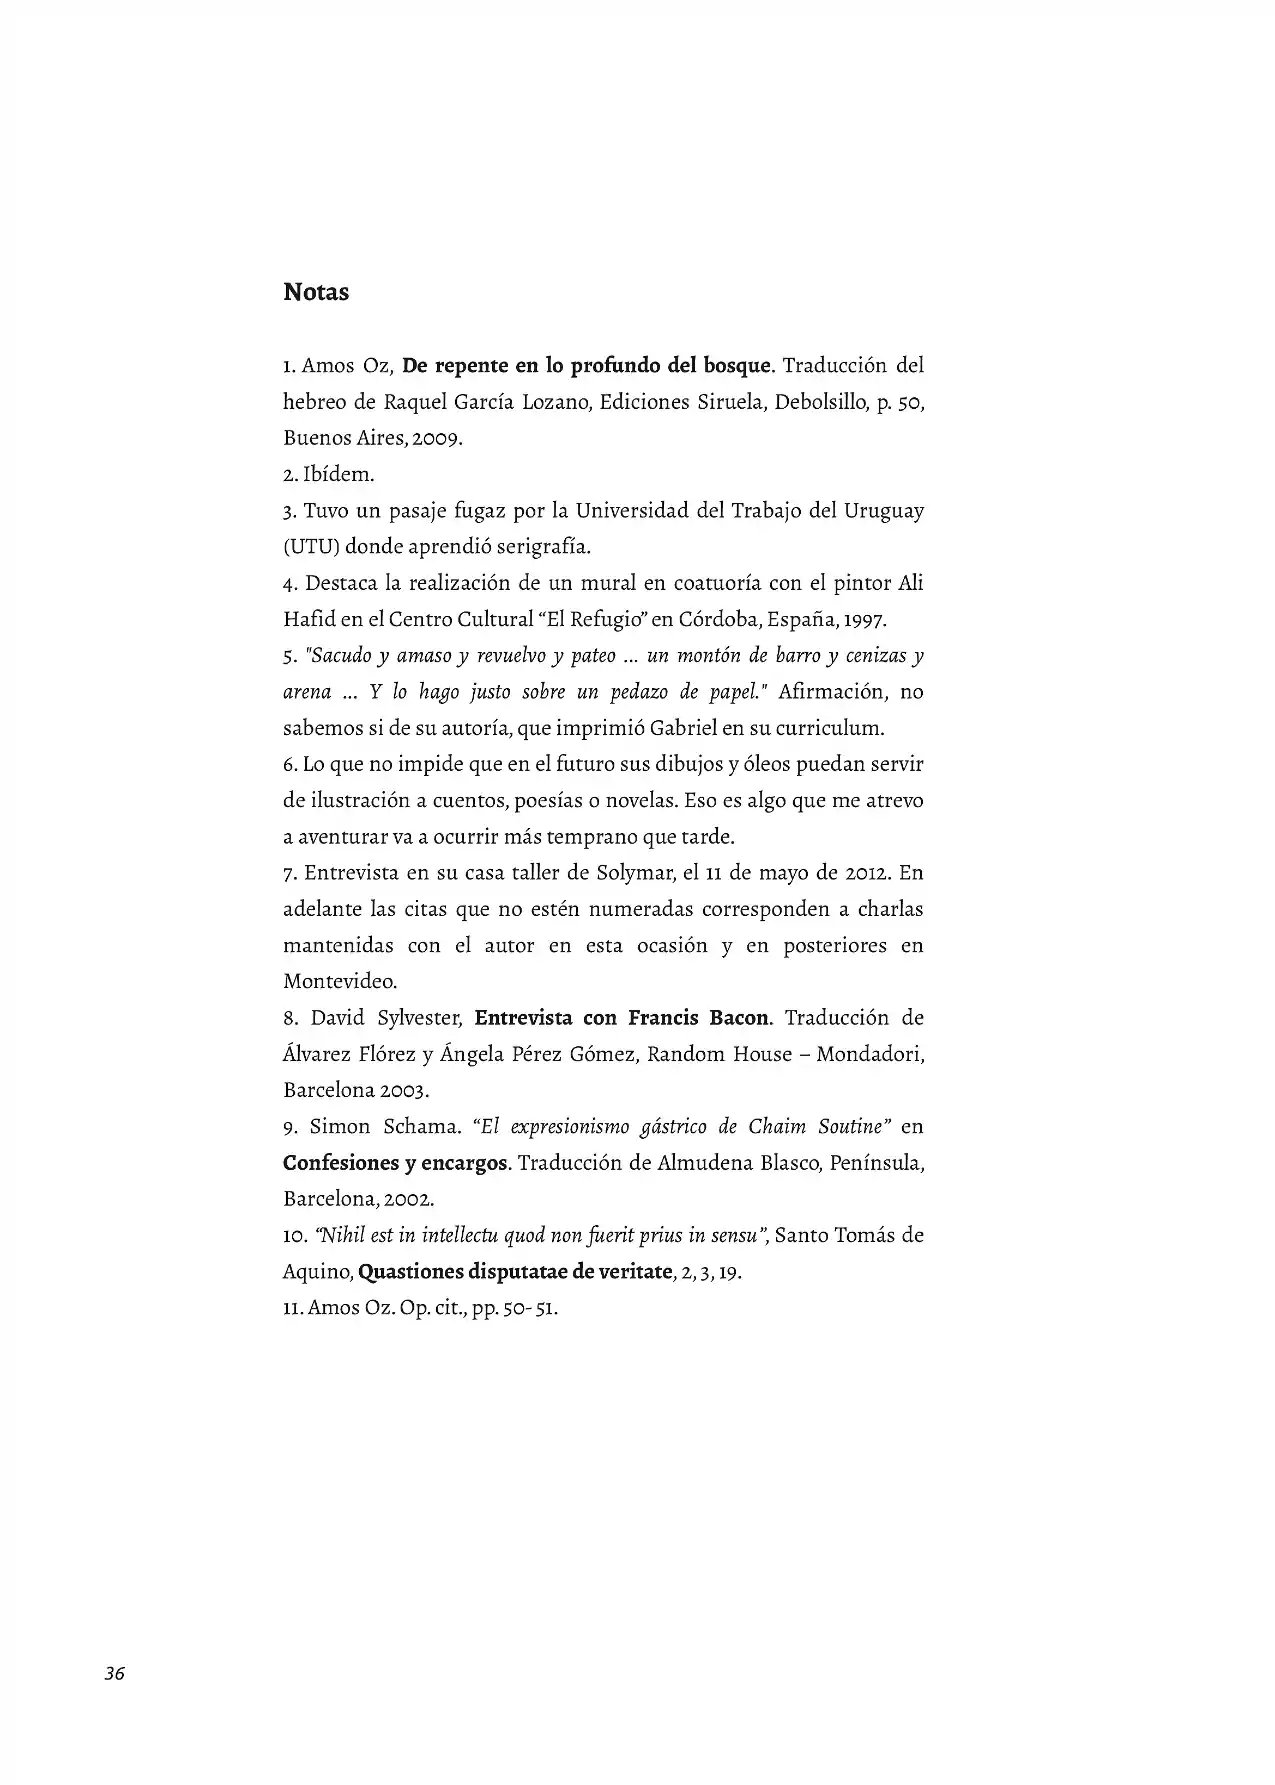 Notas
1. Amos Oz, De repente en lo profundo del bosque. Traducción del
hebreo de Raquel García Lozano, Ediciones Siruela, Debolsillo, p. 50,
Buenos Aires, 2009.
2. Ibídem.
3. Tuvo un pasaje fugaz por la Universidad del Trabajo del Uruguay
(UTU) donde aprendió serigrafía.
4. Destaca la realización de un mural en coatuoría con el pintor Ali
Hafid en el Centro Cultural “El Refugio” en Córdoba, España, 1997.
5. "Sacudo y amaso y revuelvo y pateo ... un montón de barro y cenizas y
arena ... Y lo hago justo sobre un pedazo de papel." Afirmación, no
sabemos si de su autoría, que imprimió Gabriel en su curriculum.
6. Lo que no impide que en el futuro sus dibujos y óleos puedan servir
de ilustración a cuentos, poesías o novelas. Eso es algo que me atrevo
a aventurar va a ocurrir más temprano que tarde.
7. Entrevista en su casa taller de Solymar, el 11 de mayo de 2012. En
adelante las citas que no estén numeradas corresponden a charlas
mantenidas con el autor en esta ocasión y en posteriores en
Montevideo.
8. David Sylvester, Entrevista con Francis Bacon. Traducción de
Álvarez Flórez y Ángela Pérez Gómez, Random House – Mondadori,
Barcelona 2003.
9. Simon Schama. “El expresionismo gástrico de Chaim Soutine” en
Confesiones y encargos. Traducción de Almudena Blasco, Península,
Barcelona, 2002.
10. “Nihil est in intellectu quod non fuerit prius in sensu”, Santo Tomás de
Aquino, Quastiones disputatae de veritate, 2, 3, 19.
11. Amos Oz. Op. cit., pp. 50- 51.
36